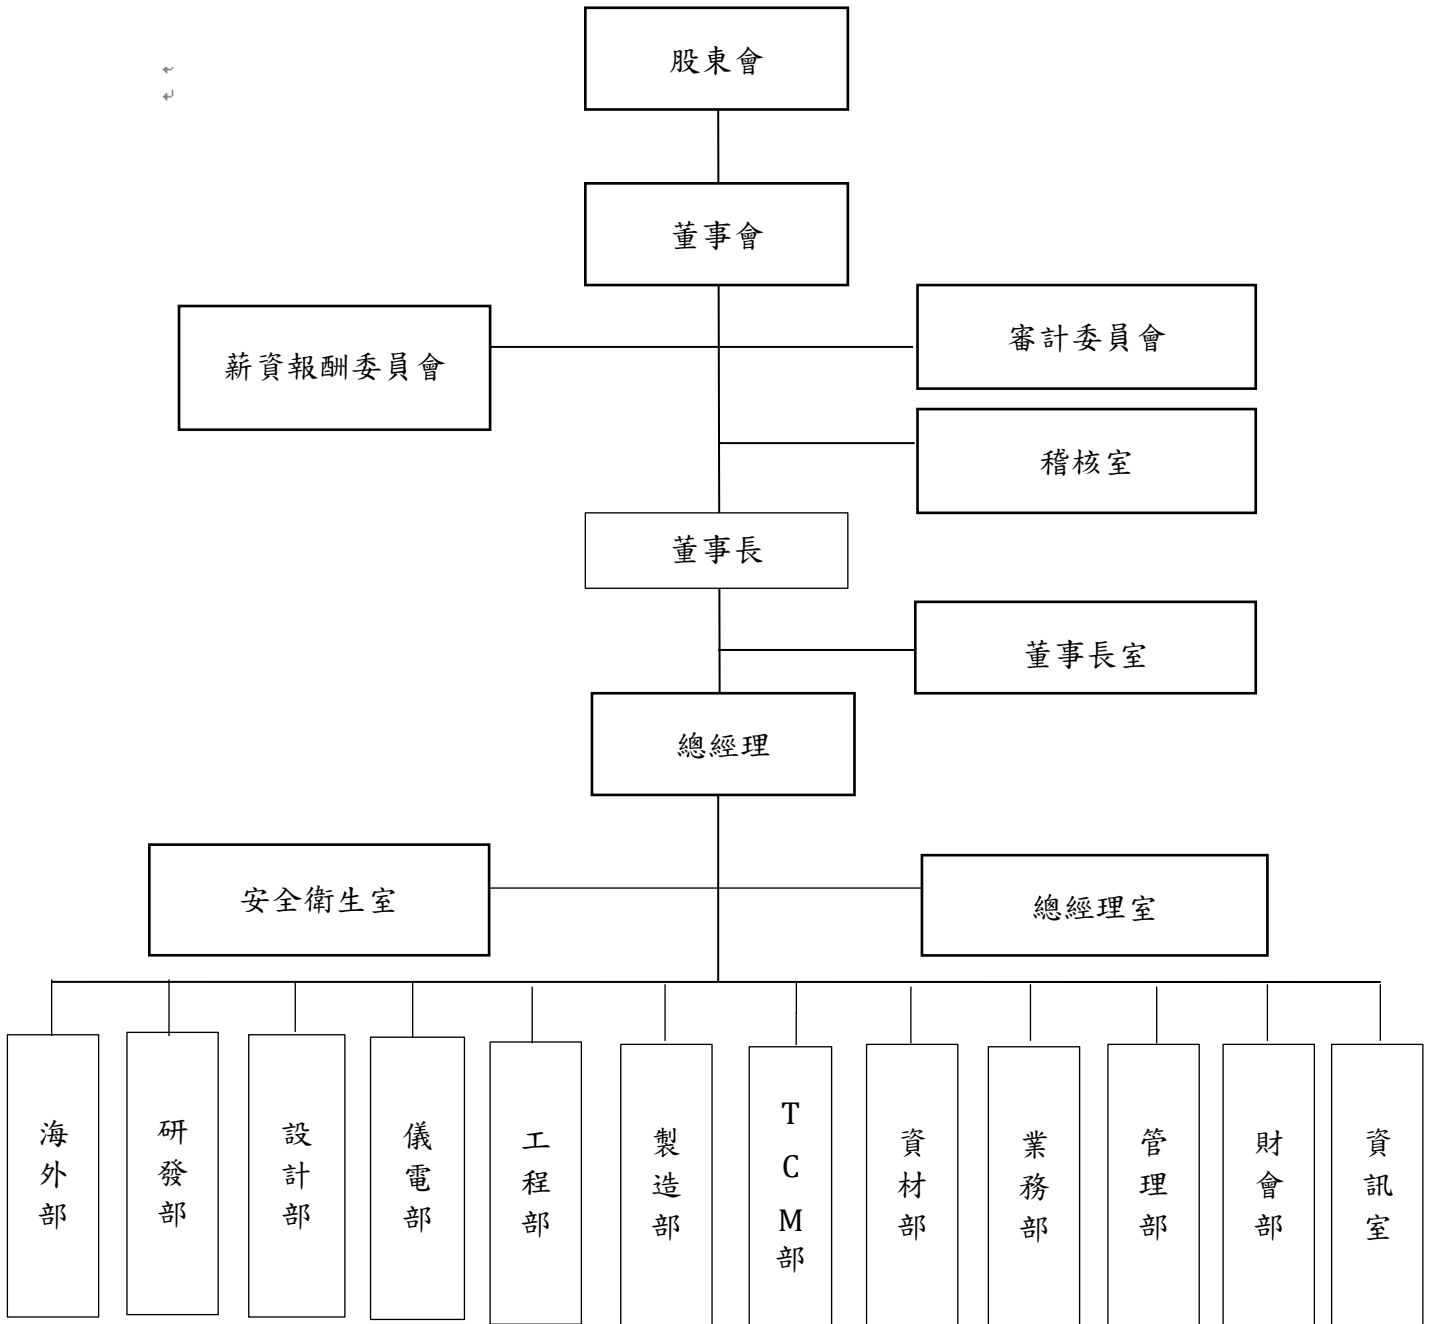 股東會
董事會
薪資報酬委員會
審計委員會
稽核室
董事長
董事長室
總經理
安全衛生室
總經理室
海外部
研發部
設計部
儀電部
工程部
製造部
TCM部
資材部
業務部
管理部
財會部
資訊室